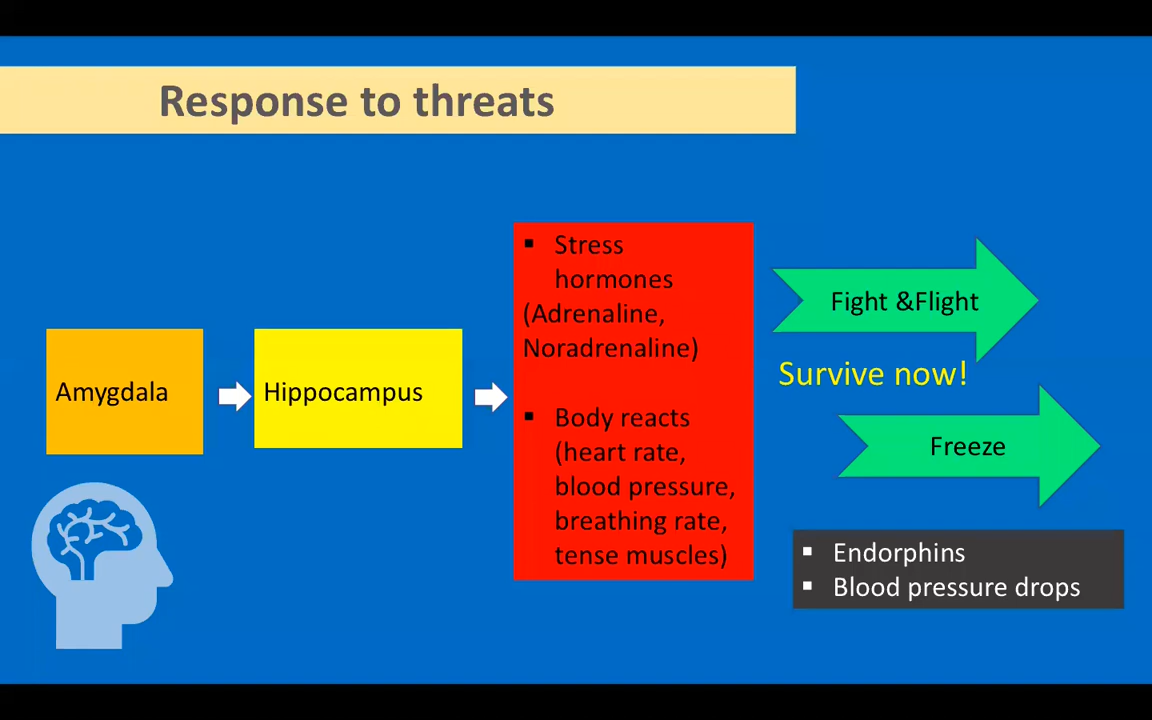 Response to threats
Amygdala
Hippocampus
▪ Stress
hormones
(Adrenaline,
Noradrenaline)
▪ Body reacts
(heart rate,
blood pressure,
breathing rate,
tense muscles)
Fight &Flight
Survive now!
Freeze
▪ Endorphins
▪ Blood pressure drops